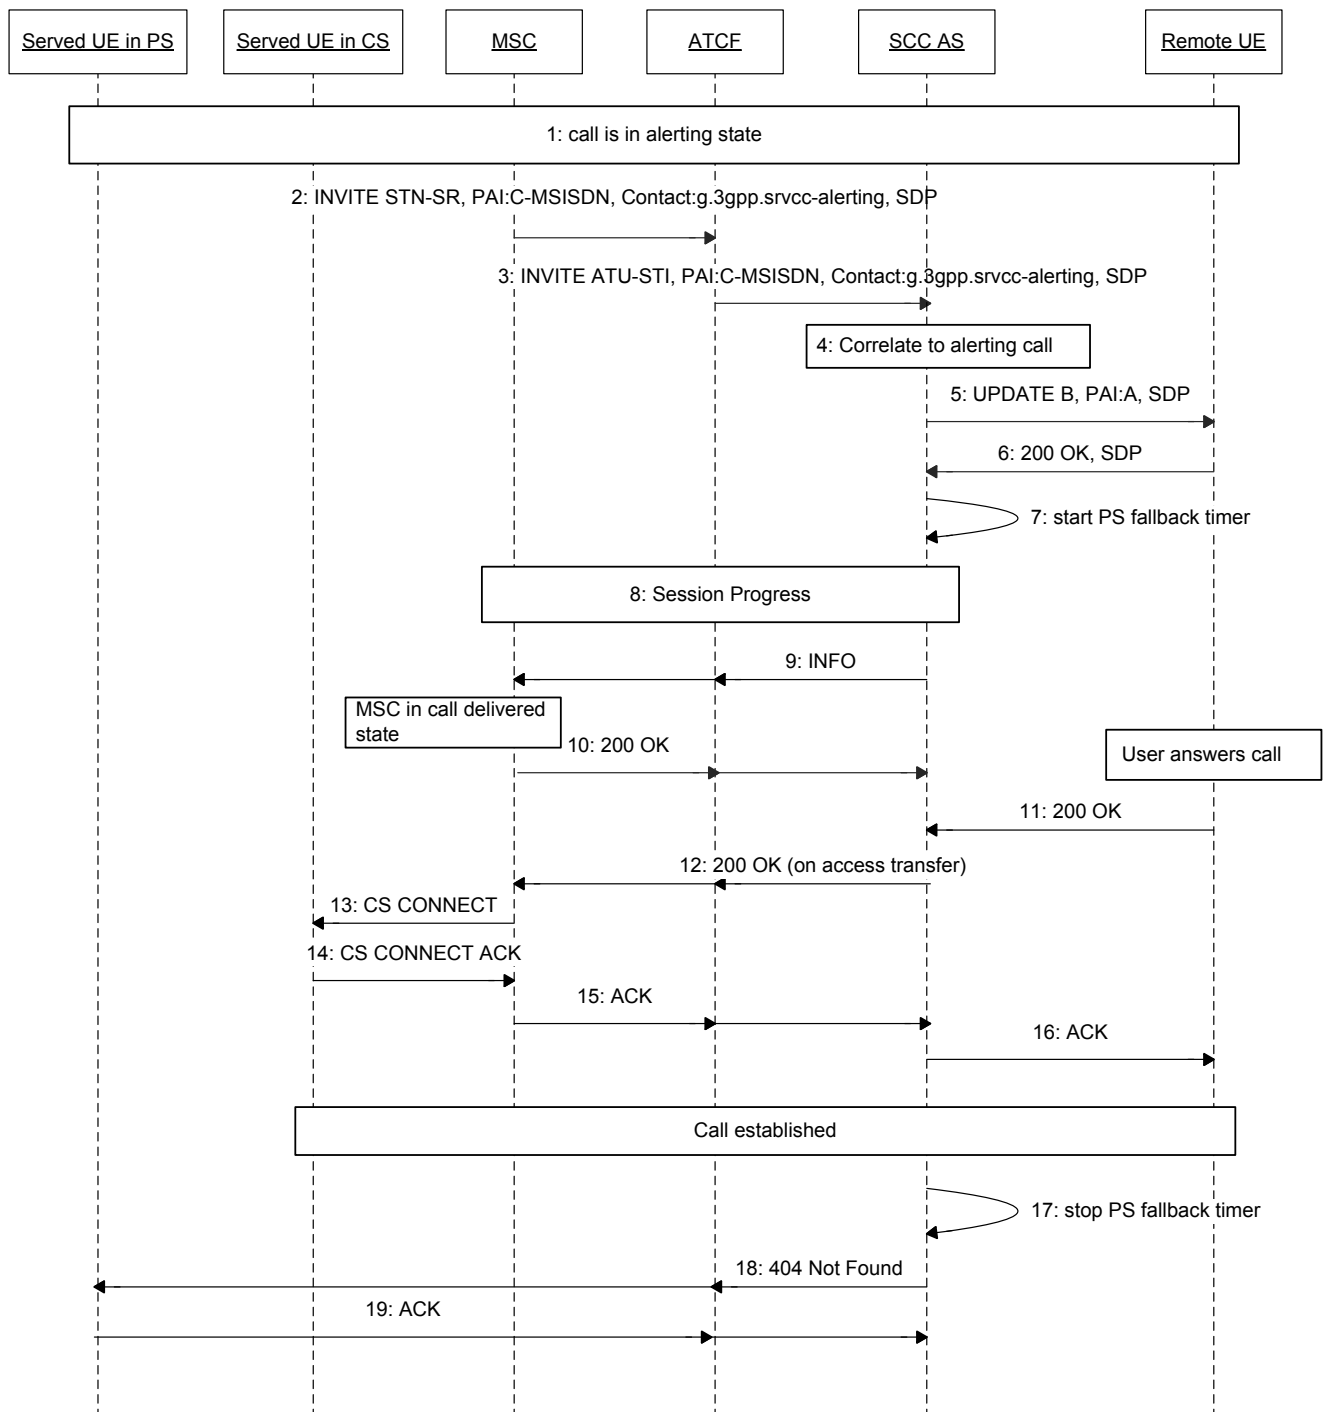 Served UE in PS
Served UE in CS
MSC
ATCF
SCC AS
Remote UE
1: call is in alerting state
2: INVITE STN-SR, PAI:C-MSISDN, Contact:g.3gpp.srvcc-alerting, SDP
3: INVITE ATU-STI, PAI:C-MSISDN, Contact:g.3gpp.srvcc-alerting, SDP
4: Correlate to alerting call
5: UPDATE B, PAI:A, SDP
6: 200 OK, SDP
7: start PS fallback timer
8: Session Progress
9: INFO
MSC in call delivered
state
10: 200 OK
User answers call
11: 200 OK
12: 200 OK (on access transfer)
13: CS CONNECT
14: CS CONNECT ACK
15: ACK
16: ACK
Call established
17: stop PS fallback timer
18: 404 Not Found
19: ACK